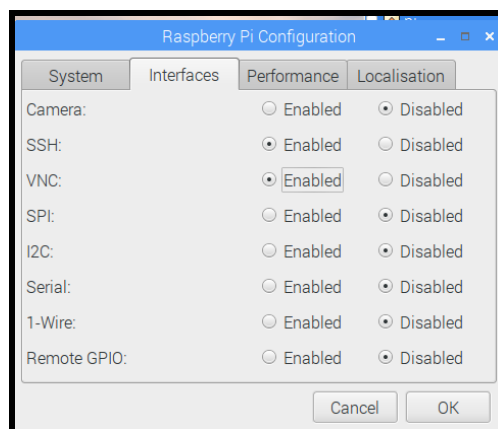 Raspberry Pi Configuration
System Interfaces Performance Localisation
Camera: Enabled Disabled
SSH: Enabled Disabled
VNC: Enabled Disabled
SPI: Enabled Disabled
I2C: Enabled Disabled
Serial: Enabled Disabled
1-Wire: Enabled Disabled
Remote GPIO: Enabled Disabled
Cancel OK